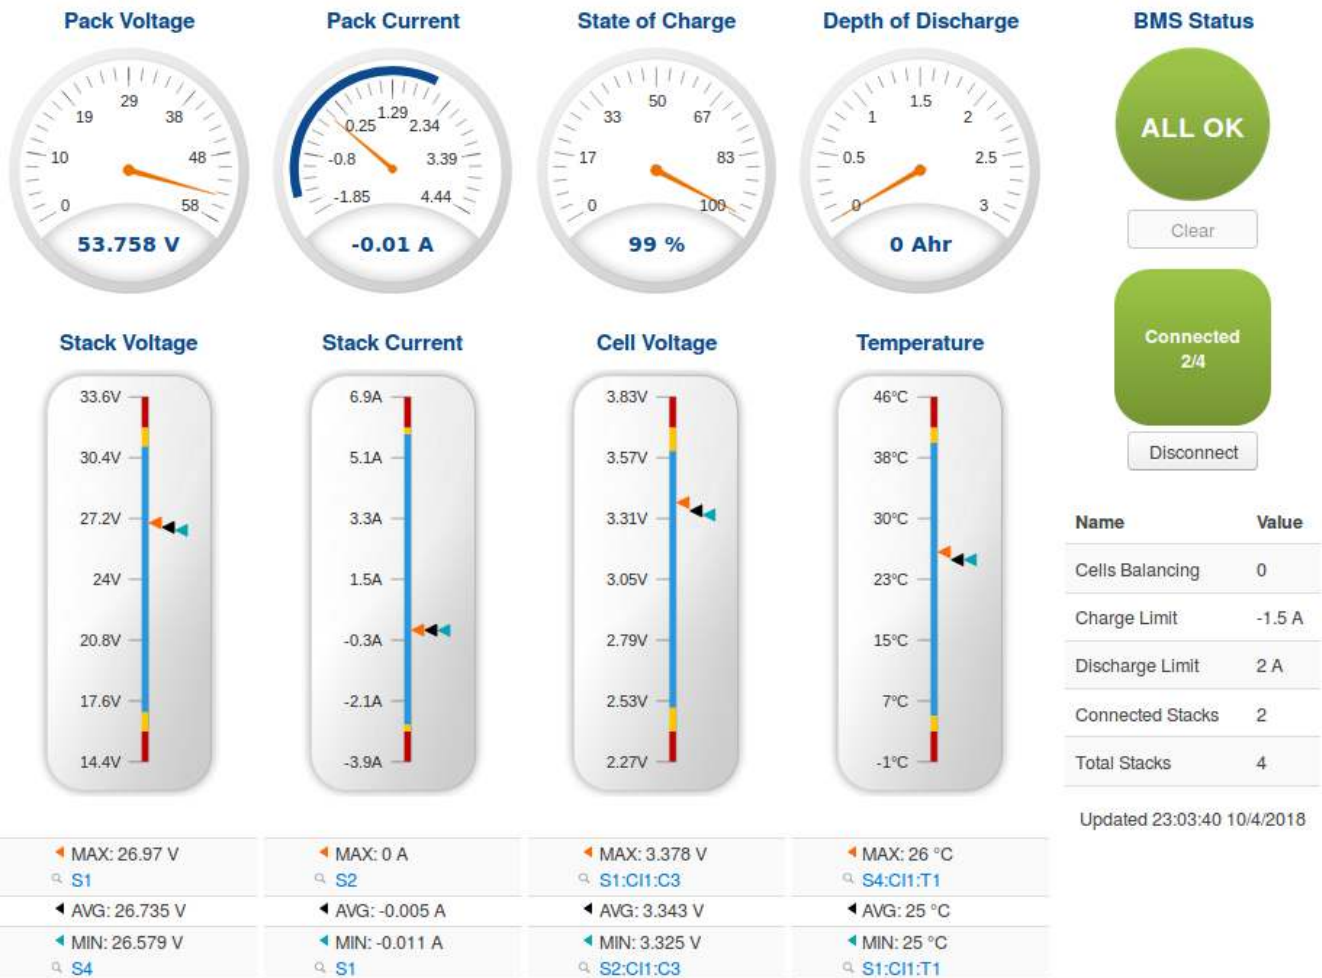 Pack Voltage
29
19
38
10
48
0
58
53.758 V
Pack Current
1.29
0.25
2.34
-0.8
3.39
-1.85
4.44
-0.01 A
State of Charge
50
33
67
17
83
0
100
99 %
Depth of Discharge
1.5
1
2
0.5
2.5
0
3
0 Ahr
BMS Status
ALL OK
Clear
Connected
2/4
Disconnect
Stack Voltage
33.6V
30.4V
27.2V
24V
20.8V
17.6V
14.4V
Stack Current
6.9A
5.1A
3.3A
1.5A
-0.3A
-2.1A
-3.9A
Cell Voltage
3.83V
3.57V
3.31V
3.05V
2.79V
2.53V
2.27V
Temperature
46°C
38°C
30°C
23°C
15°C
7°C
-1°C
Name Value
Cells Balancing 0
Charge Limit -1.5 A
Discharge Limit 2 A
Connected Stacks 2
Total Stacks 4
Updated 23:03:40 10/4/2018
MAX: 26.97 V
S1
AVG: 26.735 V
MIN: 26.579 V
S4
MAX: 0 A
S2
AVG: -0.005 A
MIN: -0.011 A
S1
MAX: 3.378 V
S1:CI1:C3
AVG: 3.343 V
MIN: 3.325 V
S2:CI1:C3
MAX: 26 °C
S4:CI1:T1
AVG: 25 °C
MIN: 25 °C
S1:CI1:T1